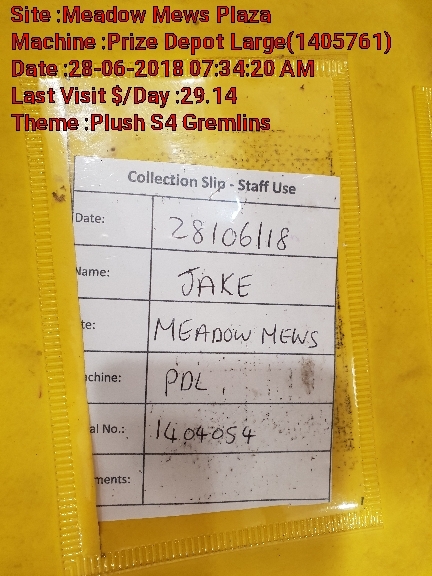 Site :Meadow Mews Plaza
Machine :Prize Depot Large(1405761)
Date :28-06-2018 07:34:20 AM
Last Visit $/Day :29.14
Theme :Plush S4 Gremlins
Collection Slip - Staff Use
Date: 28/06/18
Name: JAKE
te: MEADOW MEWS
chine: PDL
al No.: 1404054
ments: